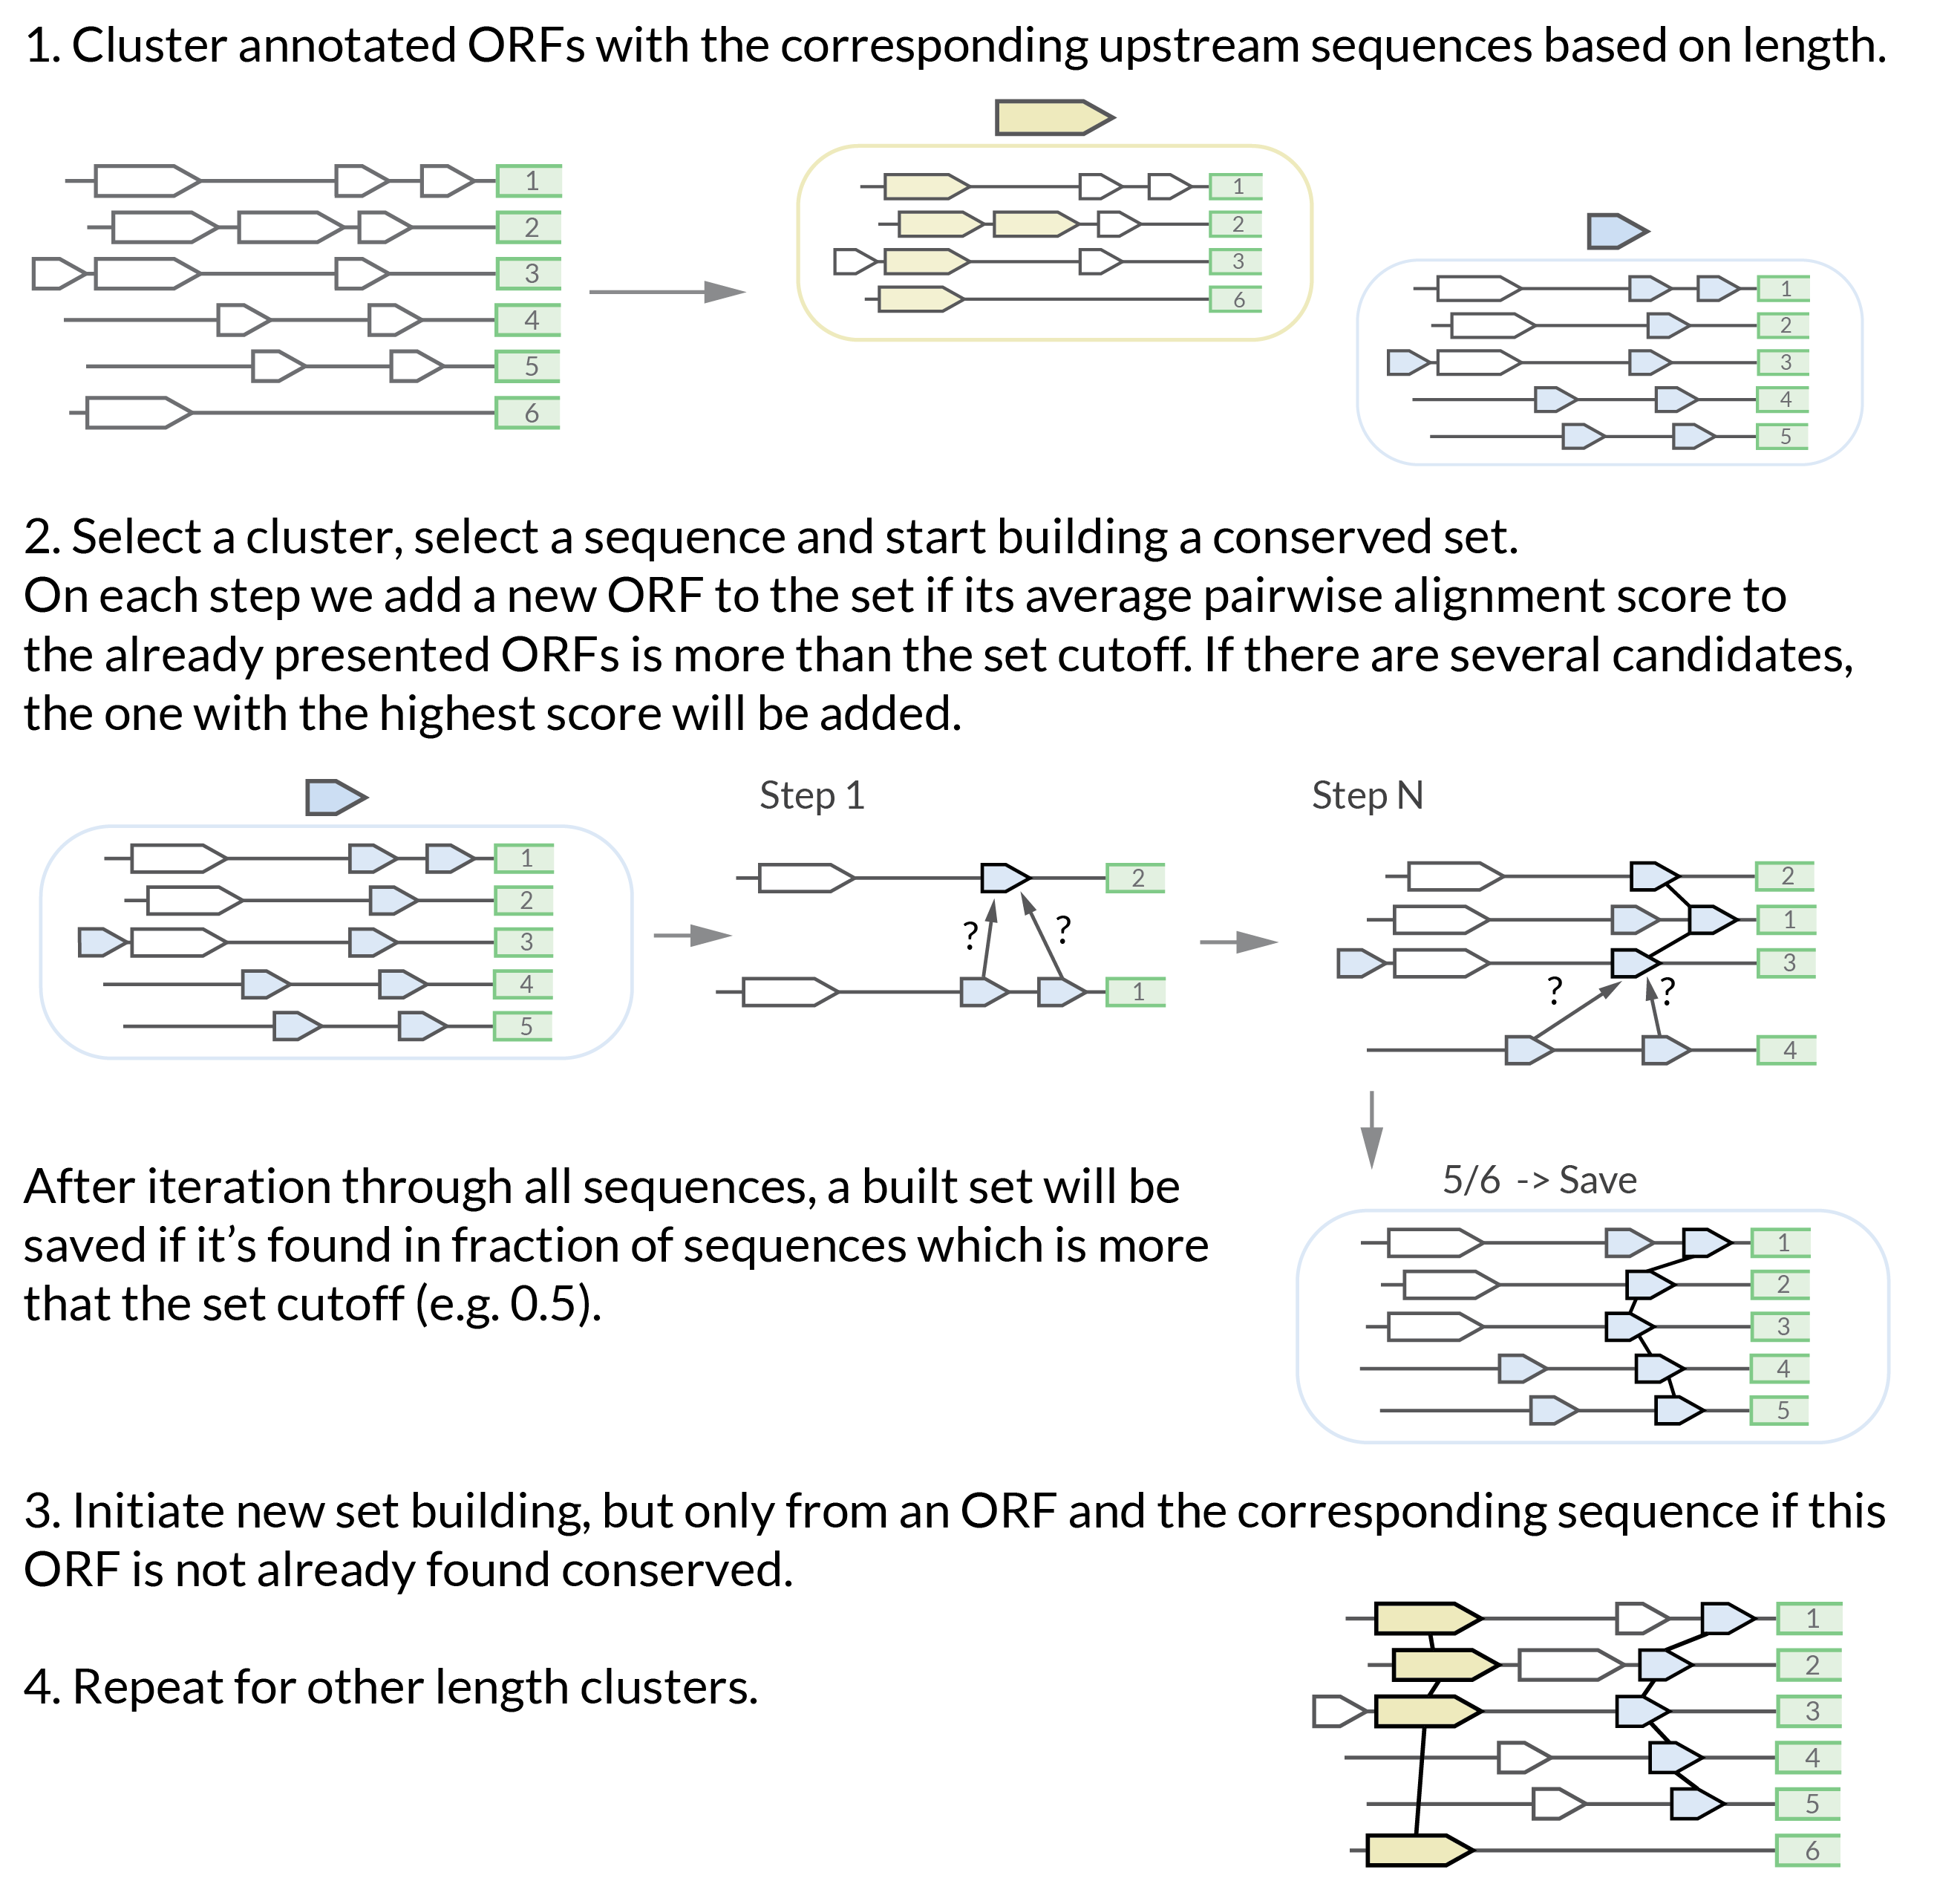 1. Cluster annotated ORFs with the corresponding upstream sequences based on length.
1
2
3
4
5
6
1
2
3
6
1
2
3
4
5
2. Select a cluster, select a sequence and start building a conserved set.
On each step we add a new ORF to the set if its average pairwise alignment score to
the already presented ORFs is more than the set cutoff. If there are several candidates,
the one with the highest score will be added.
1
2
3
4
5
Step 1
2
? ?
1
Step N
2
1
3
? ?
4
After iteration through all sequences, a built set will be
saved if it’s found in fraction of sequences which is more
that the set cutoff (e.g. 0.5).
5/6 -> Save
1
2
3
4
5
3. Initiate new set building, but only from an ORF and the corresponding sequence if this
ORF is not already found conserved.
4. Repeat for other length clusters.
1
2
3
4
5
6